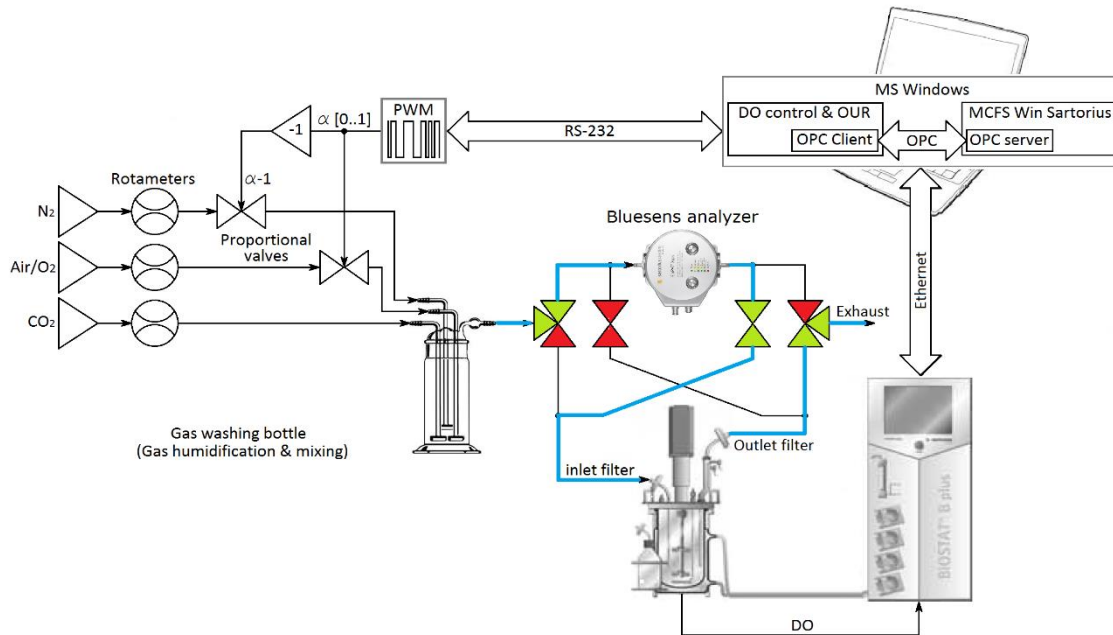 MS Windows
PWM
DO control & OUR
MCFS Win Sartorius
α [0..1]
-1
RS-232
OPC Client
OPC
OPC server
α-1
Rotameters
N₂
Bluesens analyzer
Proportional
valves
Air/O₂
Ethernet
CO₂
Exhaust
Gas washing bottle
(Gas humidification & mixing)
Outlet filter
inlet filter
BIOSTAT® B plus
DO